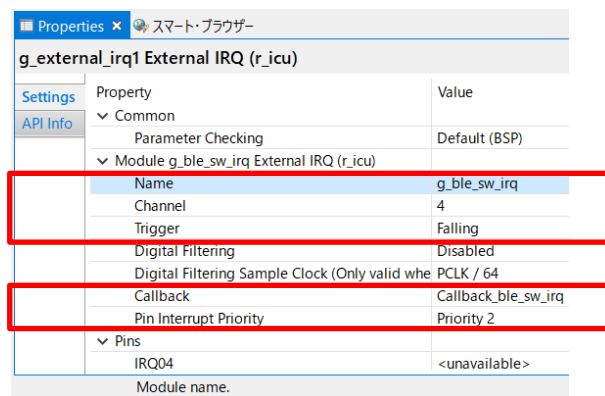 Properties スマート・ブラウザー
g_external_irq1 External IRQ (r_icu)
Settings
API Info
Property Value
Common
Parameter Checking Default (BSP)
Module g_ble_sw_irq External IRQ (r_icu)
Name g_ble_sw_irq
Channel 4
Trigger Falling
Digital Filtering Disabled
Digital Filtering Sample Clock (Only valid whe PCLK / 64
Callback Callback_ble_sw_irq
Pin Interrupt Priority Priority 2
Pins
IRQ04 <unavailable>
Module name.